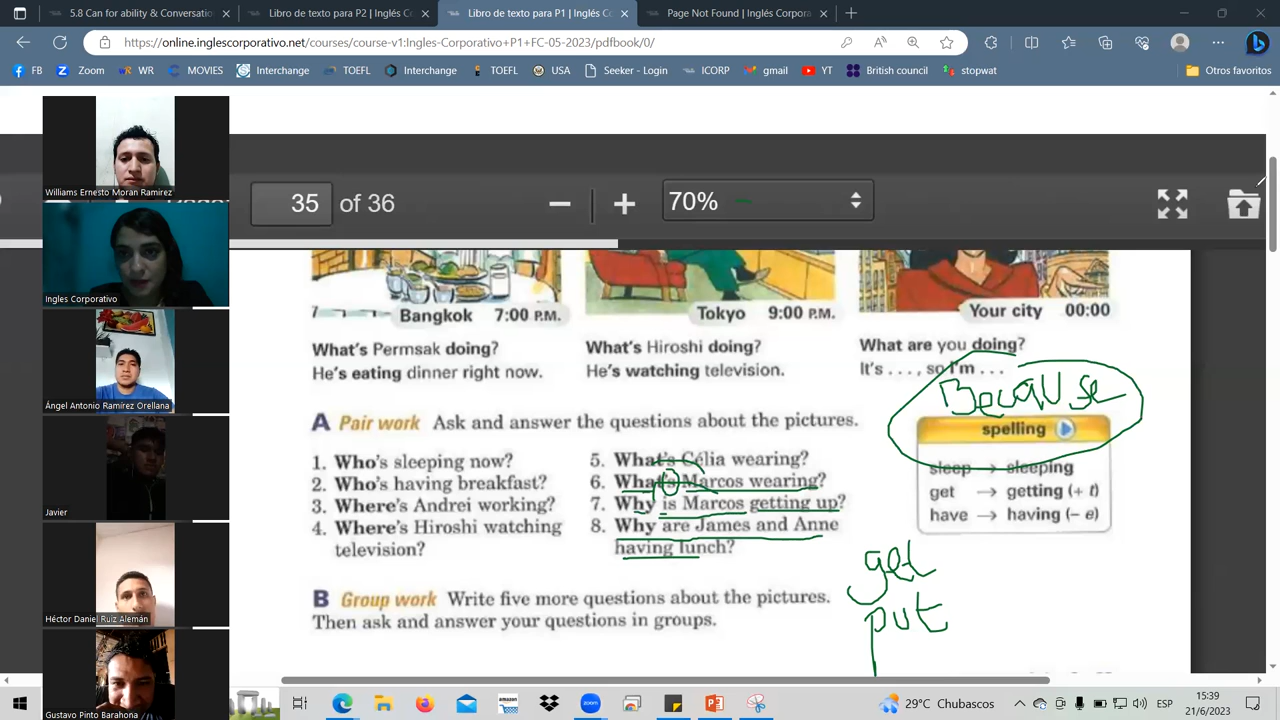 5.8 Can for ability & Conversatio
Libro de texto para P2 | Inglés C
Libro de texto para P1 | Inglés C
Page Not Found | Inglés Corpora
https://online.inglescorporativo.net/courses/course-v1:Ingles-Corporativo+P1+FC-05-2023/pdfbook/0/
FB Zoom WR MOVIES Interchange TOEFL Interchange TOEFL USA Seeker - Login ICORP gmail YT British council stopwat Otros favoritos
Williams Ernesto Moran Ramirez
Ingles Corporativo
Ángel Antonio Ramírez Orellana
Javier
Héctor Daniel Ruiz Alemán
Gustavo Pinto Barahona
35 of 36
70%
Bangkok 7:00 P.M.
What's Permsak doing?
He's eating dinner right now.
Tokyo 9:00 P.M.
What's Hiroshi doing?
He's watching television.
Your city 00:00
What are you doing?
It's . . . , so I'm . . .
Because
A Pair work Ask and answer the questions about the pictures.
1. Who's sleeping now?
2. Who's having breakfast?
3. Where's Andrei working?
4. Where's Hiroshi watching
television?
5. What's Célia wearing?
6. What's Marcos wearing?
7. Why is Marcos getting up?
8. Why are James and Anne
having lunch?
spelling
sleep → sleeping
get → getting (+ t)
have → having (− e)
get
put
B Group work Write five more questions about the pictures.
Then ask and answer your questions in groups.
29°C Chubascos
ESP
15:39
21/6/2023